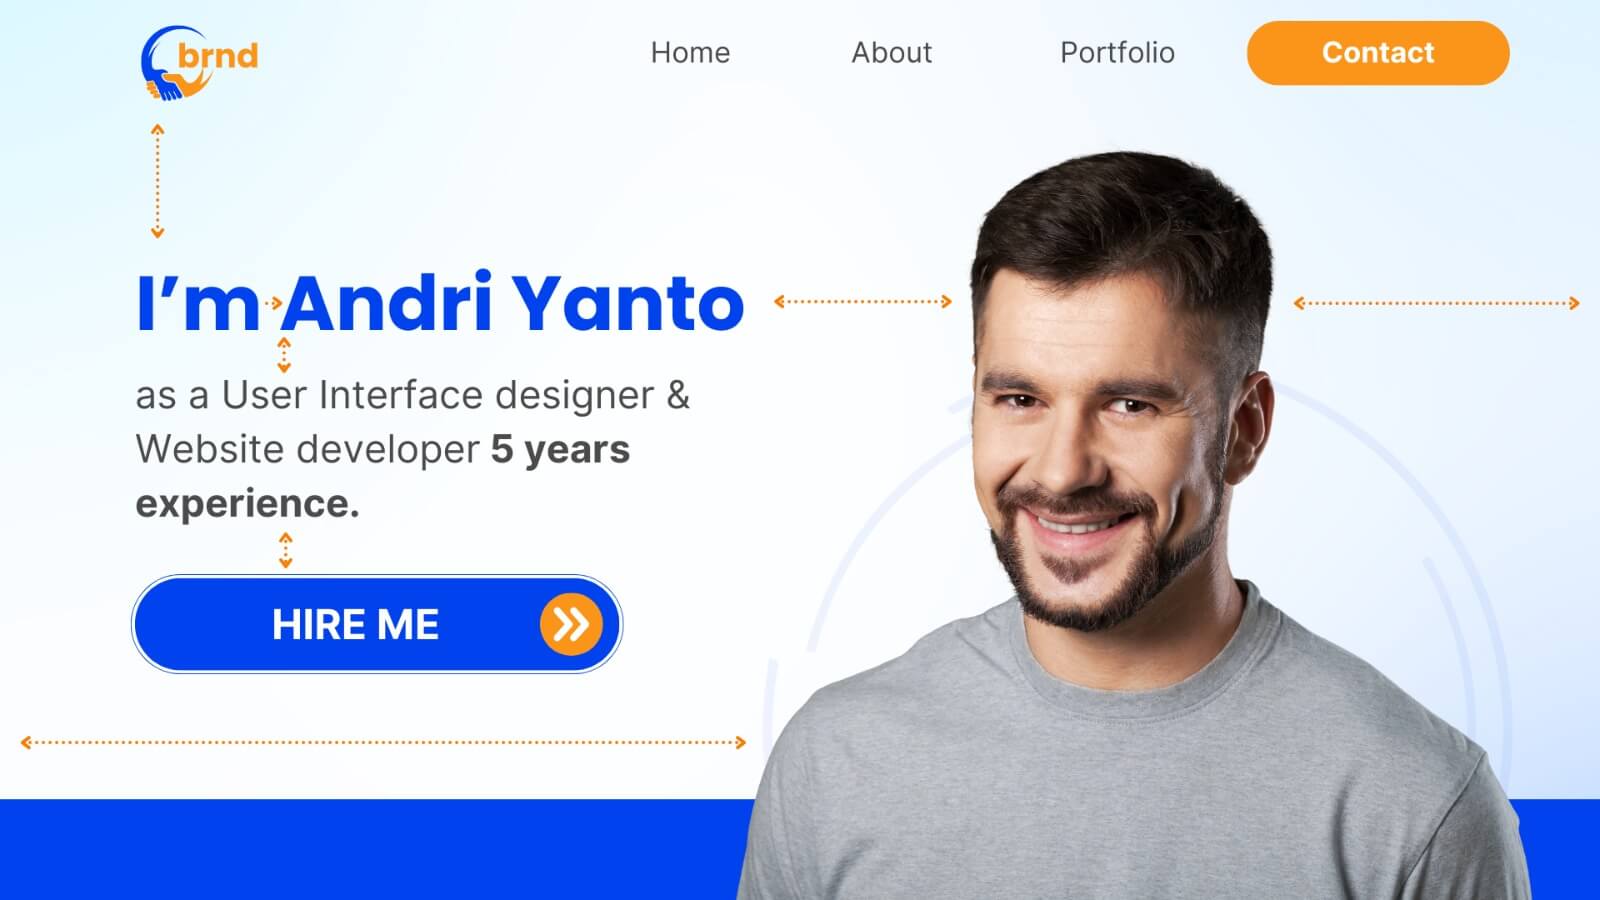 brnd
Home About Portfolio Contact
I’m Andri Yanto
as a User Interface designer &
Website developer 5 years
experience.
HIRE ME